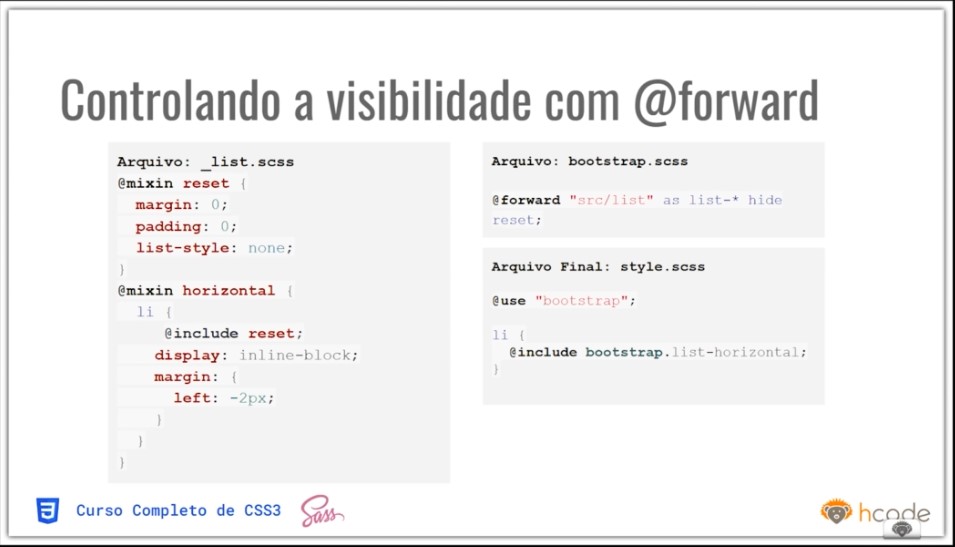 Controlando a visibilidade com @forward
Arquivo: _list.scss
@mixin reset {
margin: 0;
padding: 0;
list-style: none;
}
@mixin horizontal {
li {
@include reset;
display: inline-block;
margin: {
left: -2px;
}
}
}
Arquivo: bootstrap.scss
@forward "src/list" as list-* hide
reset;
Arquivo Final: style.scss
@use "bootstrap";
li {
@include bootstrap.list-horizontal;
}
Curso Completo de CSS3
Sass
hcode